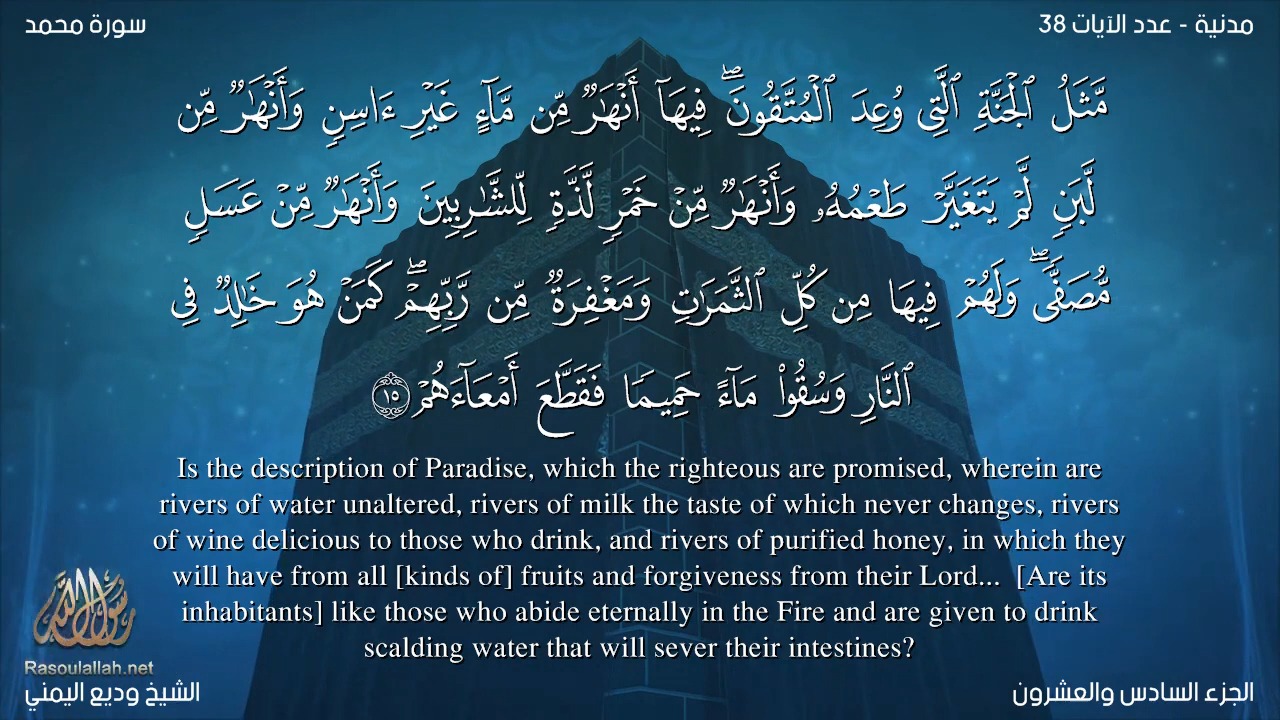 مدنية - عدد الآيات 38
سورة محمد
مَّثَلُ ٱلْجَنَّةِ ٱلَّتِى وُعِدَ ٱلْمُتَّقُونَ ۖ فِيهَآ أَنْهَـٰرٌ مِّن مَّآءٍ غَيْرِ ءَاسِنٍ وَأَنْهَـٰرٌ مِّن
لَّبَنٍ لَّمْ يَتَغَيَّرْ طَعْمُهُۥ وَأَنْهَـٰرٌ مِّنْ خَمْرٍ لَّذَّةٍ لِّلشَّـٰرِبِينَ وَأَنْهَـٰرٌ مِّنْ عَسَلٍ
مُّصَفًّى ۖ وَلَهُمْ فِيهَا مِن كُلِّ ٱلثَّمَرَٰتِ وَمَغْفِرَةٌ مِّن رَّبِّهِمْ ۖ كَمَنْ هُوَ خَـٰلِدٌ فِى
ٱلنَّارِ وَسُقُوا۟ مَآءً حَمِيمًا فَقَطَّعَ أَمْعَآءَهُمْ ١٥
Is the description of Paradise, which the righteous are promised, wherein are
rivers of water unaltered, rivers of milk the taste of which never changes, rivers
of wine delicious to those who drink, and rivers of purified honey, in which they
will have from all [kinds of] fruits and forgiveness from their Lord... [Are its
inhabitants] like those who abide eternally in the Fire and are given to drink
scalding water that will sever their intestines?
رسول الله
Rasoulallah.net
الجزء السادس والعشرون
الشيخ وديع اليمني